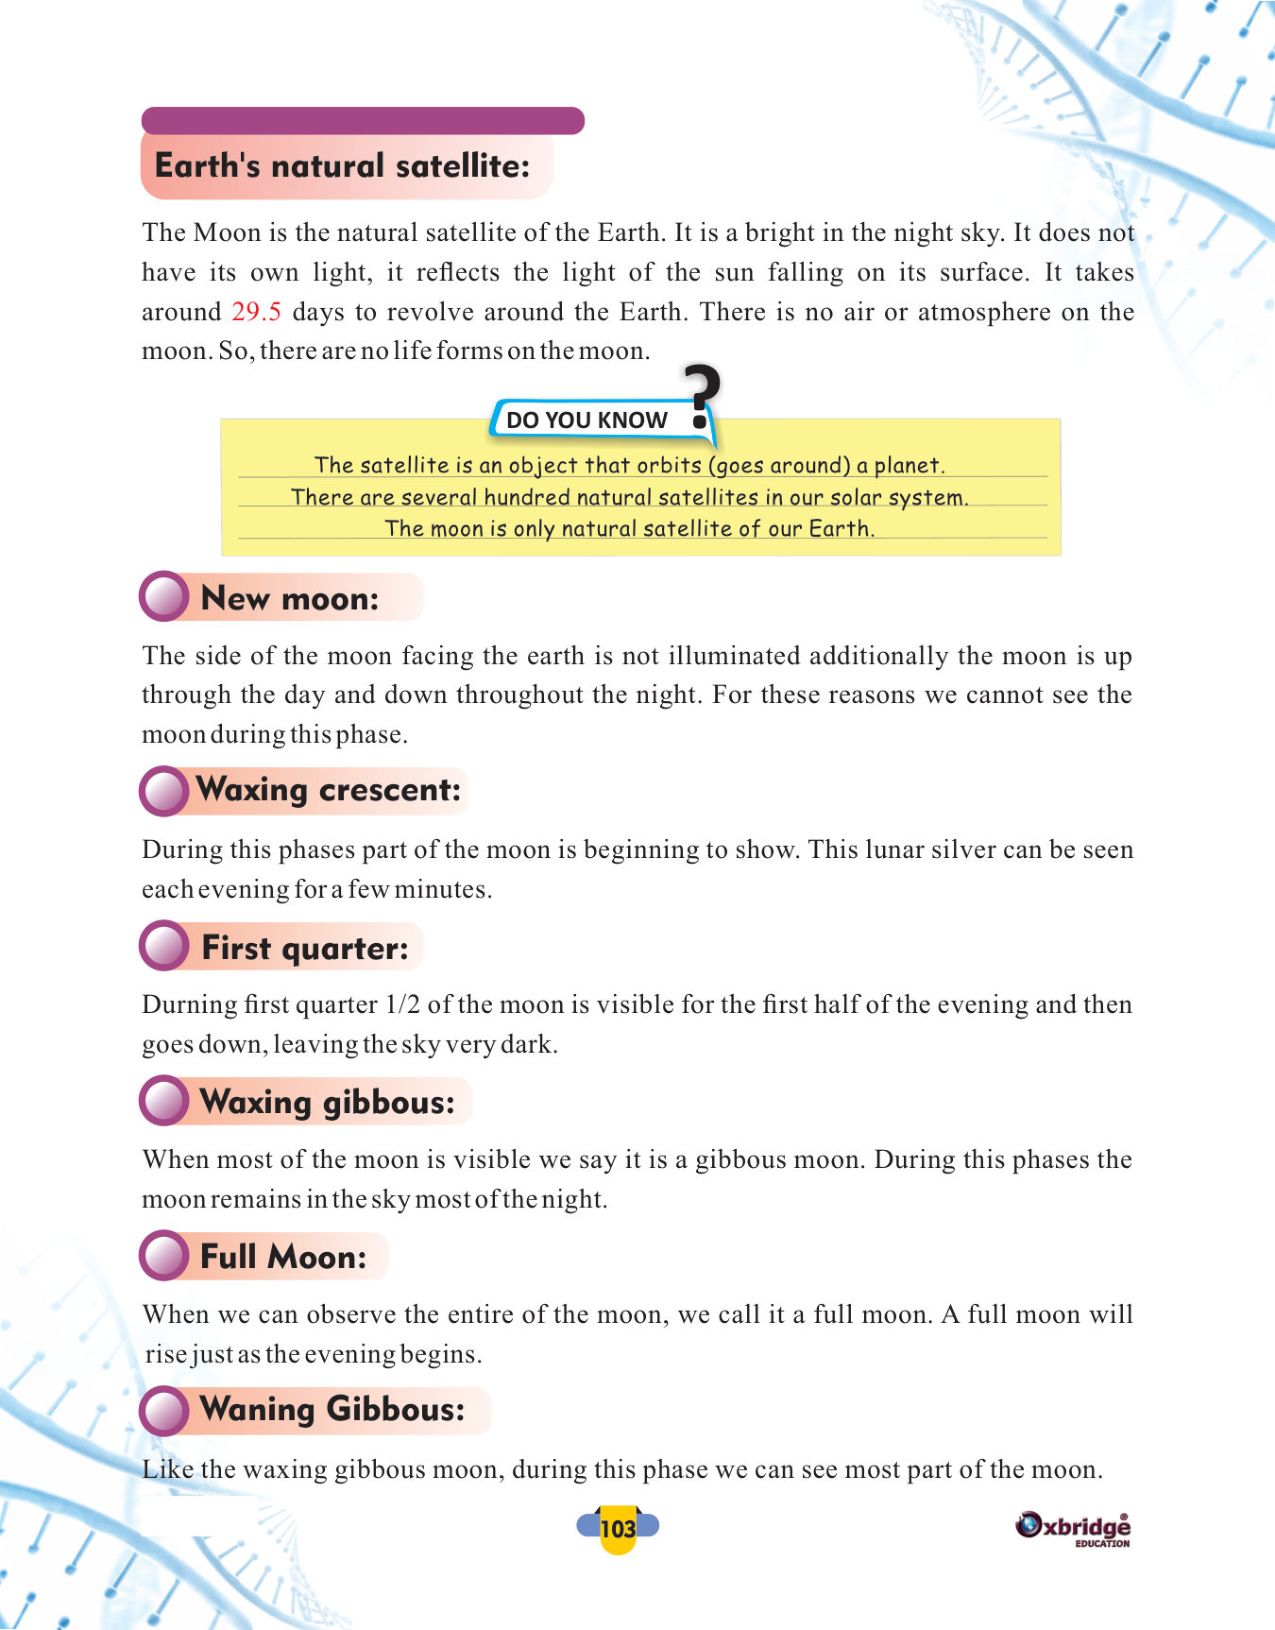 Earth's natural satellite:
The Moon is the natural satellite of the Earth. It is a bright in the night sky. It does not
have its own light, it reflects the light of the sun falling on its surface. It takes
around 29.5 days to revolve around the Earth. There is no air or atmosphere on the
moon. So, there are no life forms on the moon.
DO YOU KNOW ?
The satellite is an object that orbits (goes around) a planet.
There are several hundred natural satellites in our solar system.
The moon is only natural satellite of our Earth.
New moon:
The side of the moon facing the earth is not illuminated additionally the moon is up
through the day and down throughout the night. For these reasons we cannot see the
moon during this phase.
Waxing crescent:
During this phases part of the moon is beginning to show. This lunar silver can be seen
each evening for a few minutes.
First quarter:
Durning first quarter 1/2 of the moon is visible for the first half of the evening and then
goes down, leaving the sky very dark.
Waxing gibbous:
When most of the moon is visible we say it is a gibbous moon. During this phases the
moon remains in the sky most of the night.
Full Moon:
When we can observe the entire of the moon, we call it a full moon. A full moon will
rise just as the evening begins.
Waning Gibbous:
Like the waxing gibbous moon, during this phase we can see most part of the moon.
103
Oxbridge®
EDUCATION